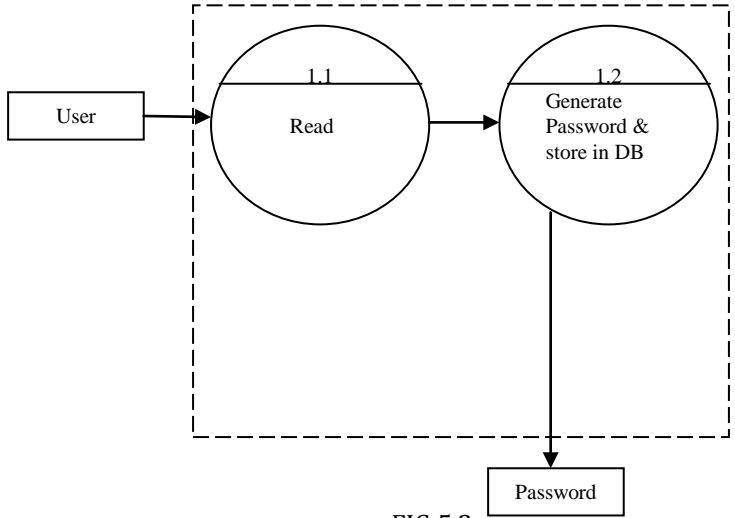 1.1
1.2
User
Read
Generate
Password &
store in DB
Password